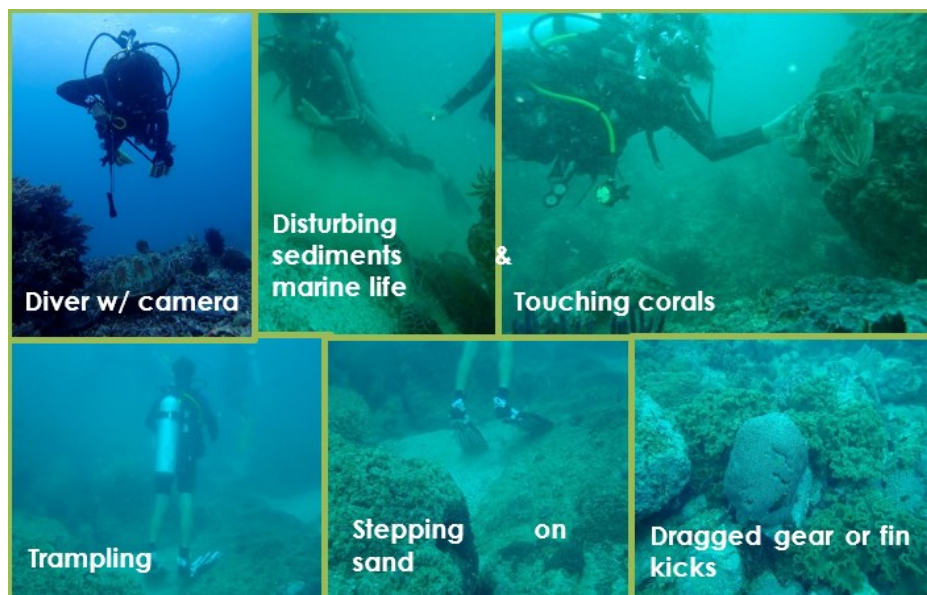 Diver w/ camera
Disturbing
sediments &
marine life
Touching corals
Trampling
Stepping on
sand
Dragged gear or fin
kicks